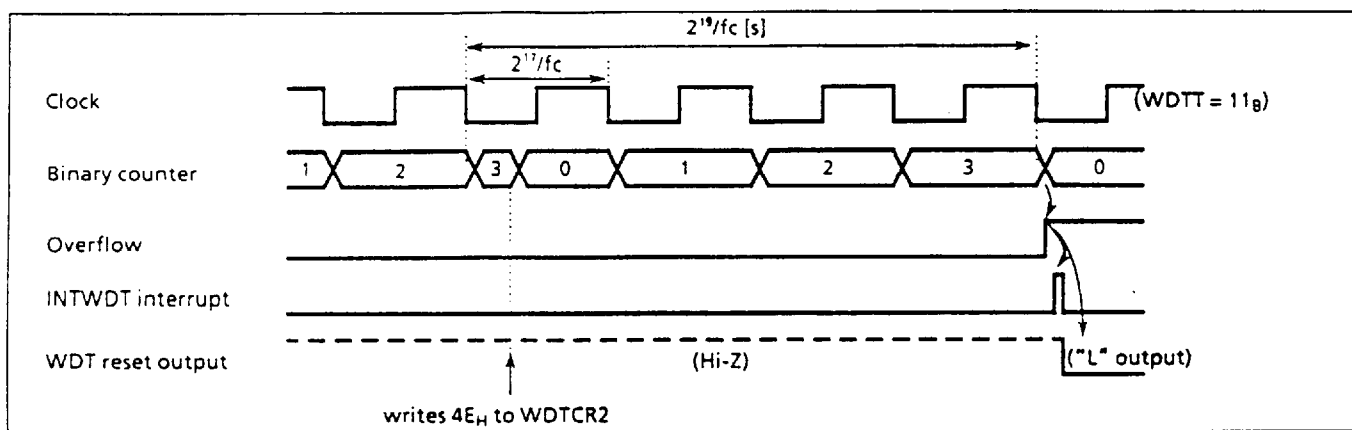 2¹⁹/fc [s]
2¹⁷/fc
Clock
(WDTT = 11B)
Binary counter
1 2 3 0 1 2 3 0
Overflow
INTWDT interrupt
WDT reset output
(Hi-Z)
("L" output)
writes 4EH to WDTCR2